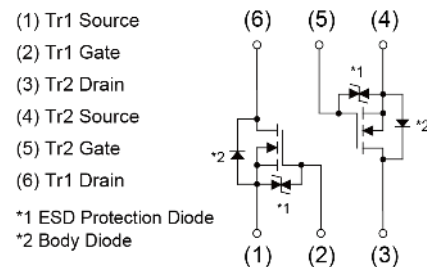 (1) Tr1 Source
(2) Tr1 Gate
(3) Tr2 Drain
(4) Tr2 Source
(5) Tr2 Gate
(6) Tr1 Drain
*1 ESD Protection Diode
*2 Body Diode
(6) (5) (4)
*1
*2
*2
*1
(1) (2) (3)